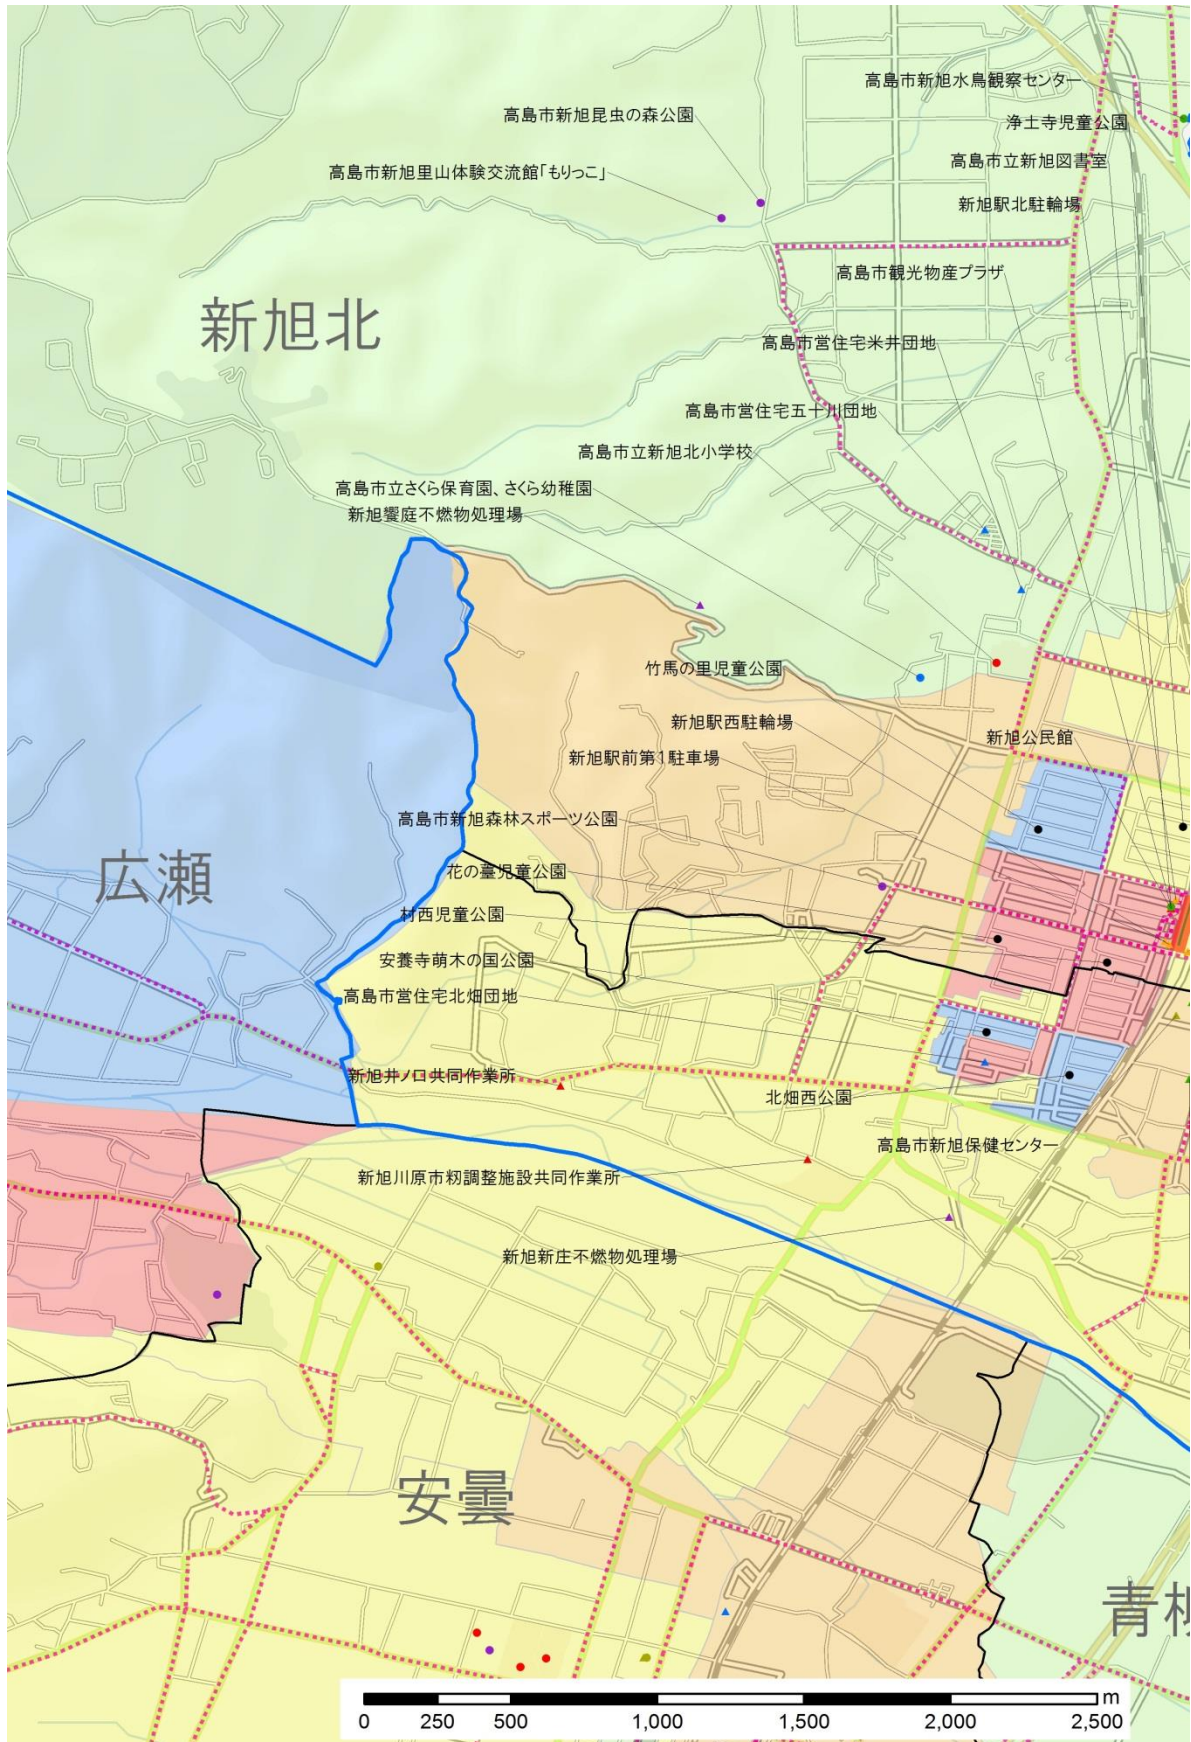 高島市新旭水鳥観察センター
高島市新旭昆虫の森公園
浄土寺児童公園
高島市立新旭図書室
高島市新旭里山体験交流館「もりっこ」
新旭駅北駐輪場
高島市観光物産プラザ
新旭北
高島市営住宅米井団地
高島市営住宅五十川団地
高島市立新旭北小学校
高島市立さくら保育園、さくら幼稚園
新旭饗庭不燃物処理場
竹馬の里児童公園
新旭駅西駐輪場
新旭公民館
新旭駅前第1駐車場
高島市新旭森林スポーツ公園
広瀬
花の臺児童公園
村西児童公園
安養寺萌木の国公園
高島市営住宅北畑団地
新旭井ノ口共同作業所
北畑西公園
高島市新旭保健センター
新旭川原市籾調整施設共同作業所
新旭新庄不燃物処理場
安曇
青柳
m
0 250 500 1,000 1,500 2,000 2,500